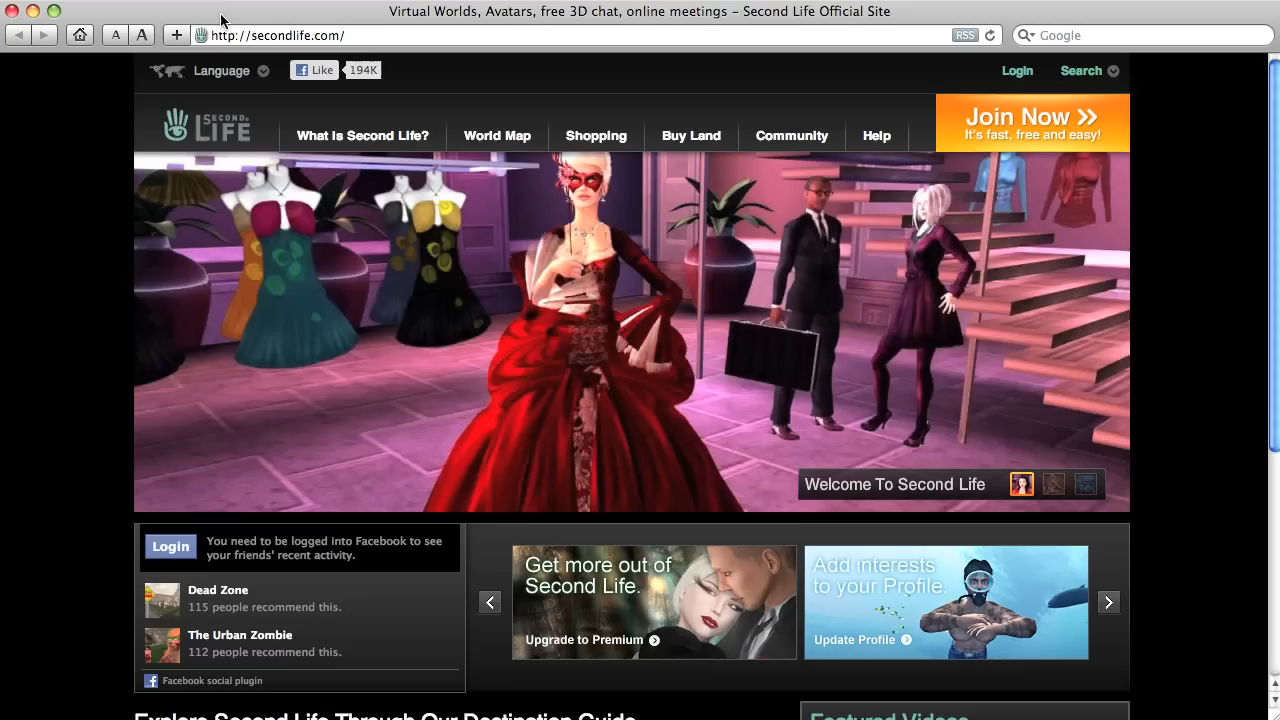 Virtual Worlds, Avatars, free 3D chat, online meetings – Second Life Official Site
A A + http://secondlife.com/ RSS Google
Language Like 194K Login Search
SECOND LIFE
What Is Second Life? World Map Shopping Buy Land Community Help
Join Now >>
It's fast, free and easy!
Welcome To Second Life
Login You need to be logged into Facebook to see
your friends' recent activity.
Dead Zone
115 people recommend this.
The Urban Zombie
112 people recommend this.
Facebook social plugin
Get more out of
Second Life.
Upgrade to Premium
Add interests
to your Profile.
Update Profile
Explore Second Life Through Our Destination Guide
Featured Videos